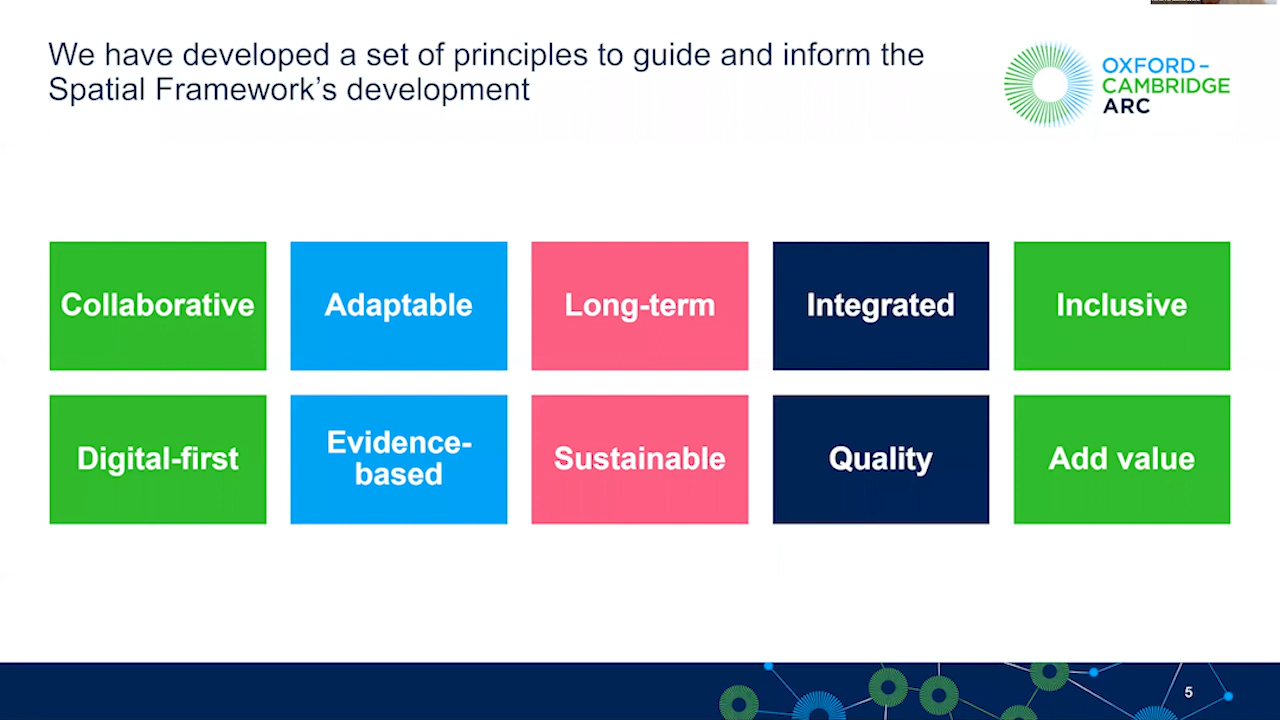 We have developed a set of principles to guide and inform the
Spatial Framework’s development
OXFORD –
CAMBRIDGE
ARC
Collaborative
Adaptable
Long-term
Integrated
Inclusive
Digital-first
Evidence-
based
Sustainable
Quality
Add value
5